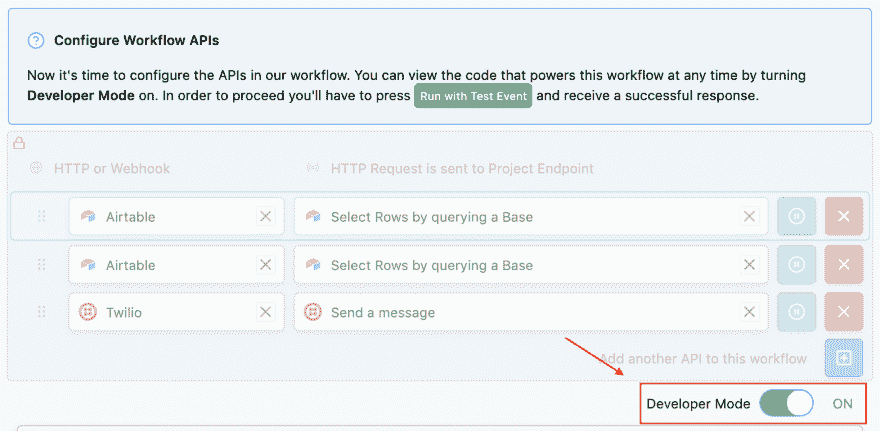 Configure Workflow APIs
Now it's time to configure the APIs in our workflow. You can view the code that powers this workflow at any time by turning
Developer Mode on. In order to proceed you'll have to press Run with Test Event and receive a successful response.
HTTP or Webhook HTTP Request is sent to Project Endpoint
Airtable Select Rows by querying a Base
Airtable Select Rows by querying a Base
Twilio Send a message
Add another API to this workflow
Developer Mode ON